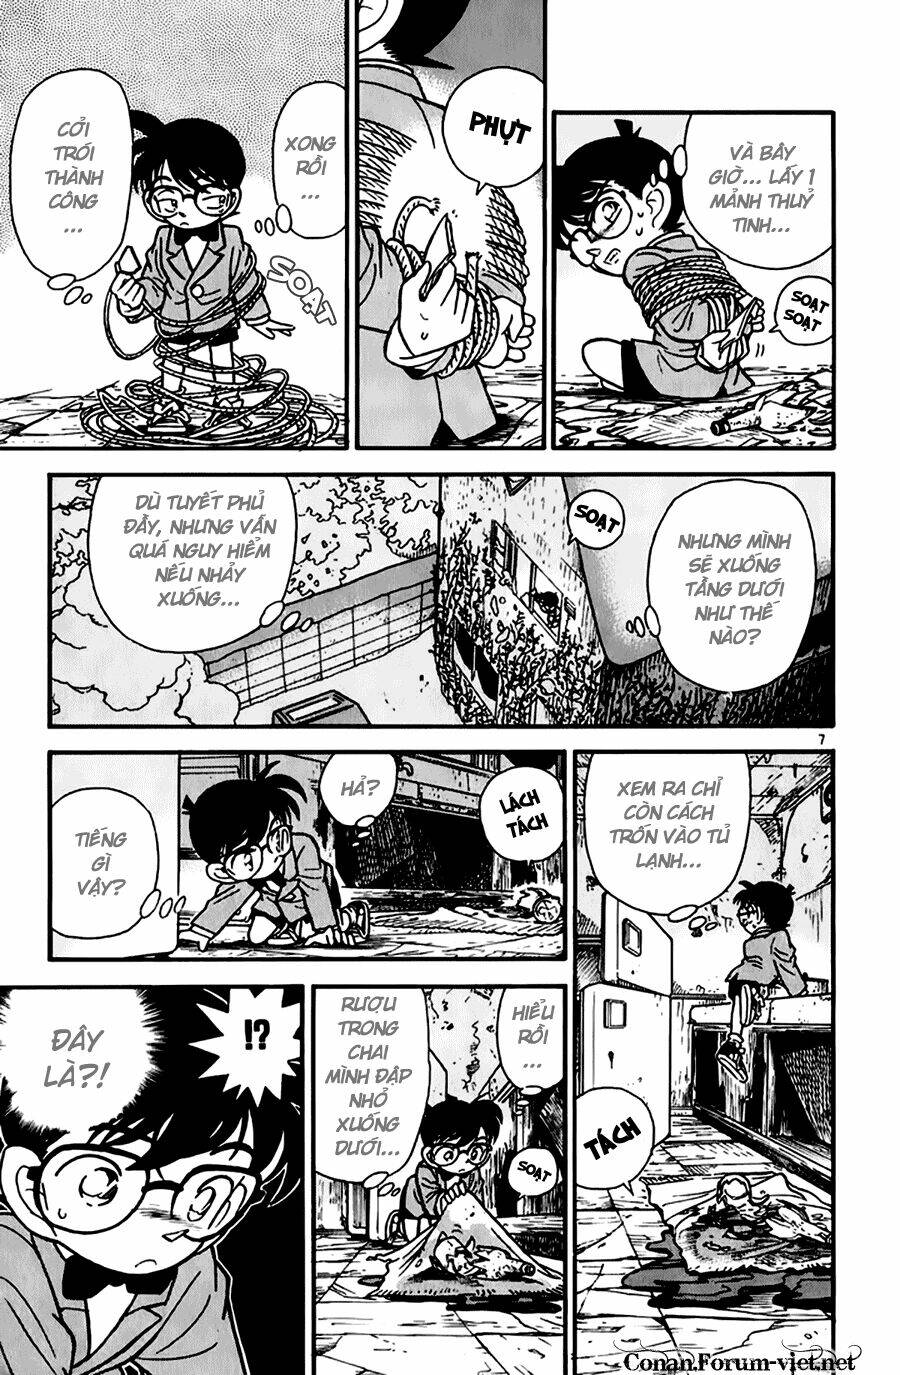 VÀ BÂY
GIỜ... LẤY 1
MẢNH THUỶ
TINH...
SOẠT
SOẠT
PHỰT
XONG
RỒI
...
SOẠT
CỞI
TRÓI
THÀNH
CÔNG
...
NHƯNG MÌNH
SẼ XUỐNG
TẦNG DƯỚI
NHƯ THẾ
NÀO?
SOẠT
DÙ TUYẾT PHỦ
ĐẦY, NHƯNG VẪN
QUÁ NGUY HIỂM
NẾU NHẢY
XUỐNG...
7
XEM RA CHỈ
CÒN CÁCH
TRỐN VÀO TỦ
LẠNH...
TÁCH
LÁCH
TÁCH
HẢ?
TIẾNG
GÌ
VẬY?
HIỂU
RỒI
...
SOẠT
RƯỢU
TRONG
CHAI
MÌNH ĐẬP
NHỎ
XUỐNG
DƯỚI...
!?
ĐÂY
LÀ?!
Conan.Forum-viet.net